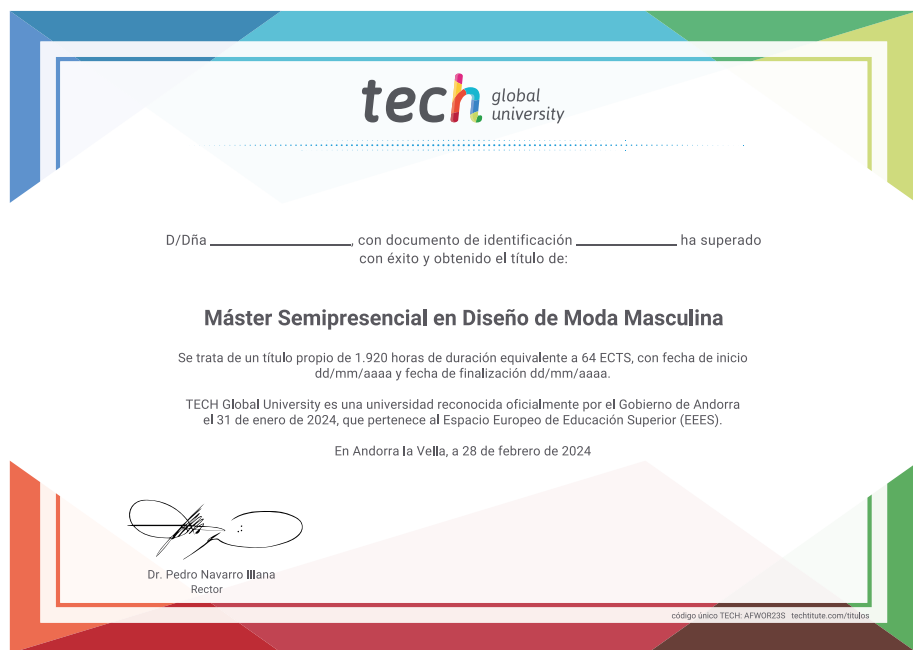 tech global university
D/Dña ________________, con documento de identificación ____________ ha superado
con éxito y obtenido el título de:
Máster Semipresencial en Diseño de Moda Masculina
Se trata de un título propio de 1.920 horas de duración equivalente a 64 ECTS, con fecha de inicio
dd/mm/aaaa y fecha de finalización dd/mm/aaaa.
TECH Global University es una universidad reconocida oficialmente por el Gobierno de Andorra
el 31 de enero de 2024, que pertenece al Espacio Europeo de Educación Superior (EEES).
En Andorra la Vella, a 28 de febrero de 2024
Dr. Pedro Navarro Illana
Rector
código único TECH: AFWOR23S techtitute.com/titulos